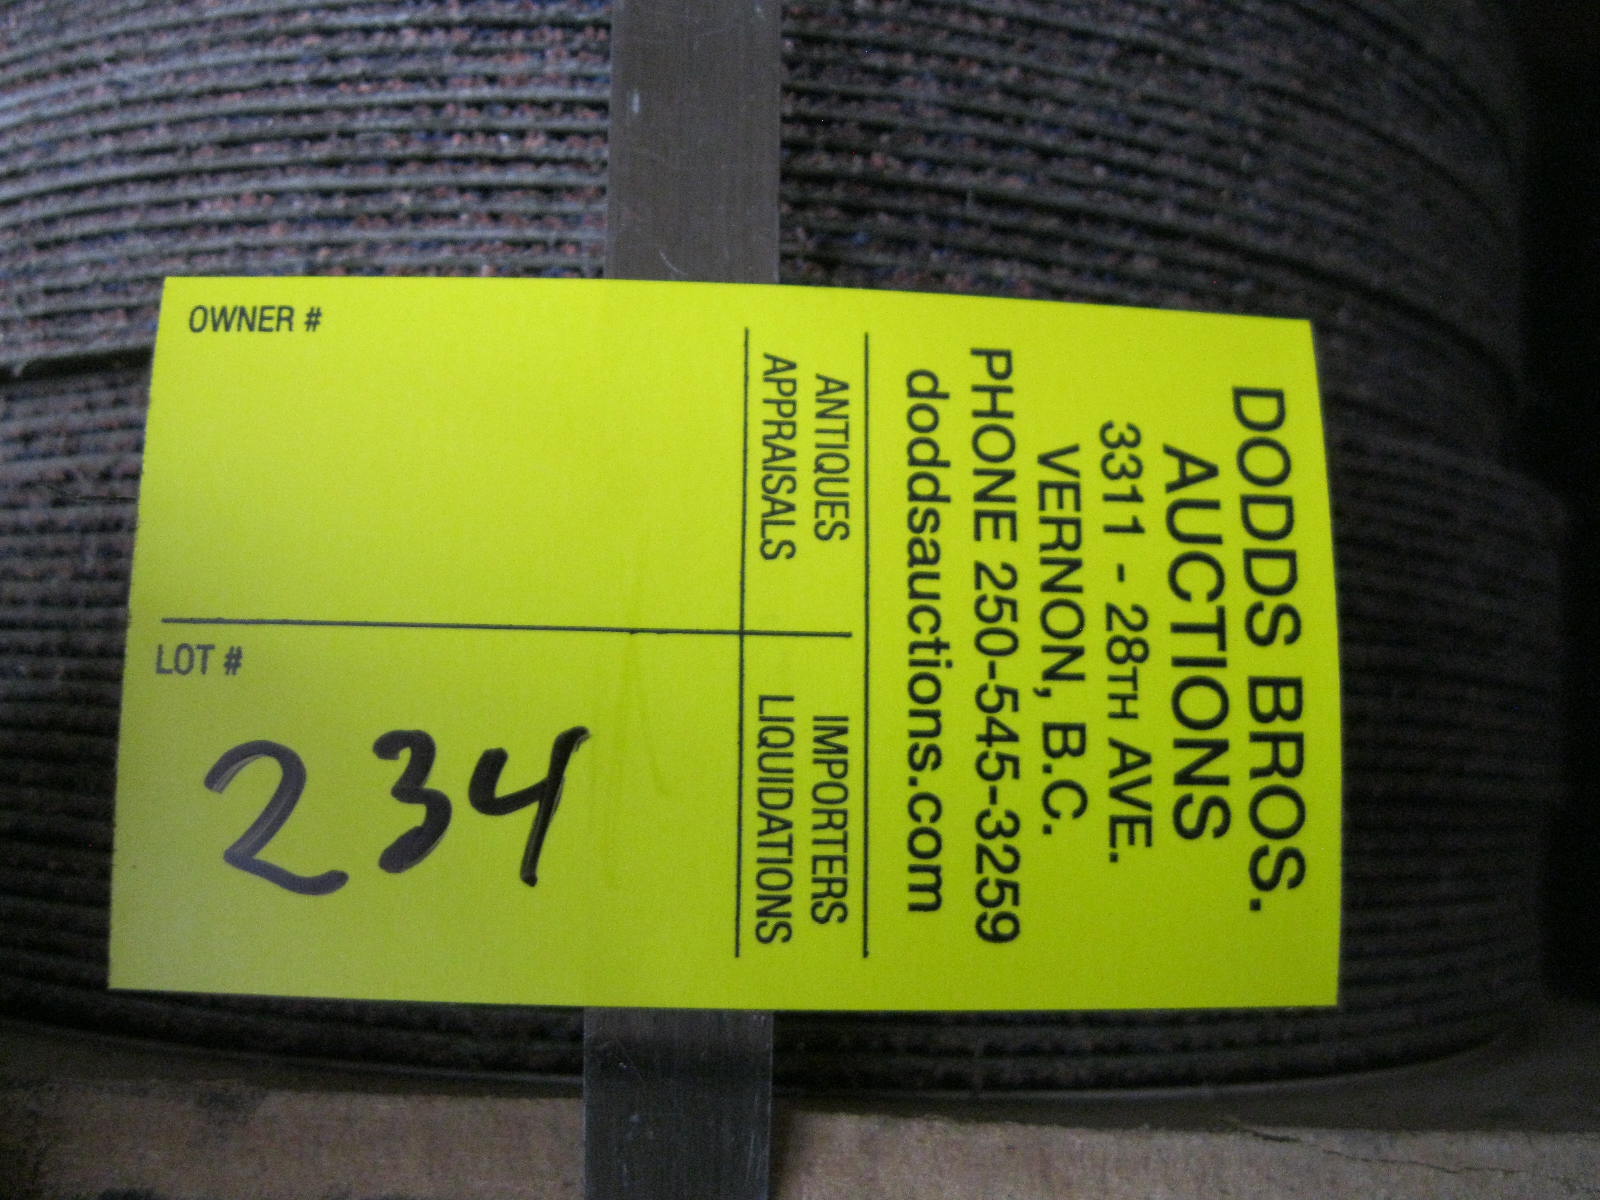 DODDS BROS.
AUCTIONS
3311 - 28TH AVE.
VERNON, B.C.
PHONE 250-545-3259
doddsauctions.com
ANTIQUES
APPRAISALS
IMPORTERS
LIQUIDATIONS
OWNER #
LOT #
234